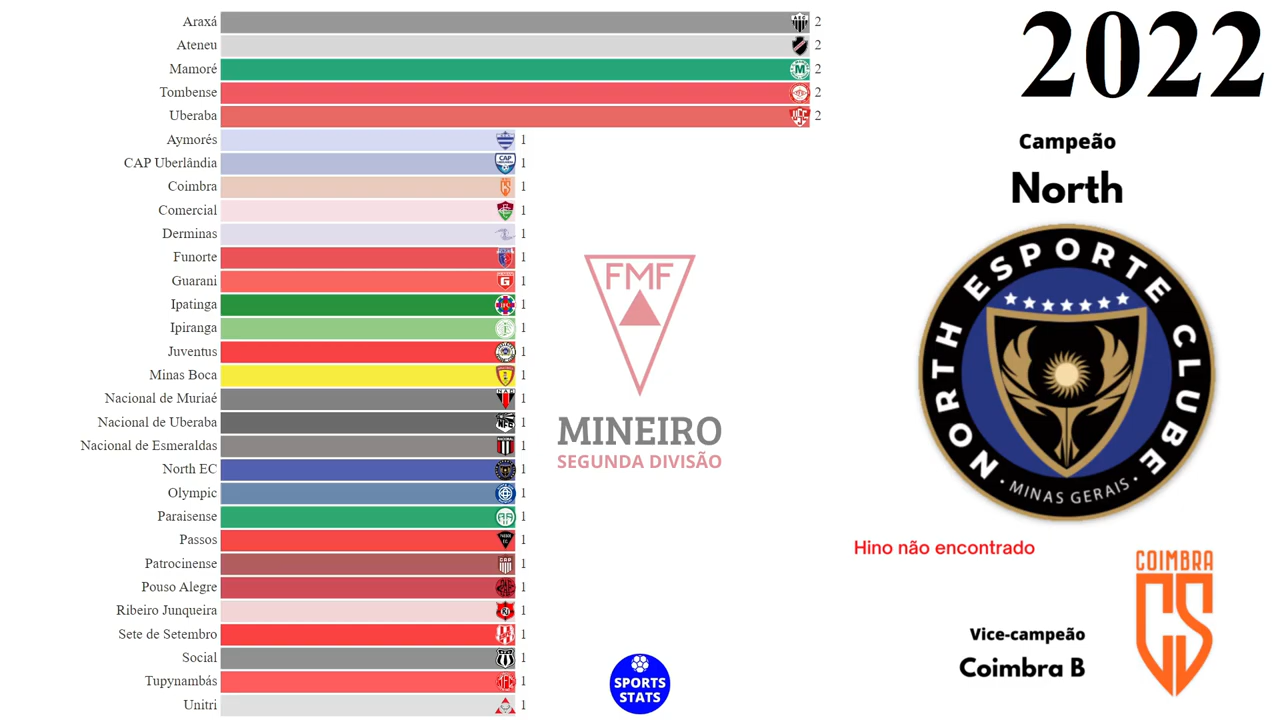 Araxá 2
Ateneu 2
Mamoré 2
Tombense 2
Uberaba 2
Aymorés 1
CAP Uberlândia 1
Coimbra 1
Comercial 1
Derminas 1
Funorte 1
Guarani 1
Ipatinga 1
Ipiranga 1
Juventus 1
Minas Boca 1
Nacional de Muriaé 1
Nacional de Uberaba 1
Nacional de Esmeraldas 1
North EC 1
Olympic 1
Paraisense 1
Passos 1
Patrocinense 1
Pouso Alegre 1
Ribeiro Junqueira 1
Sete de Setembro 1
Social 1
Tupynambás 1
Unitri 1
FMF
MINEIRO
SEGUNDA DIVISÃO
SPORTS
STATS
2022
Campeão
North
NORTH ESPORTE CLUBE
MINAS GERAIS
Hino não encontrado
COIMBRA
CS
Vice-campeão
Coimbra B